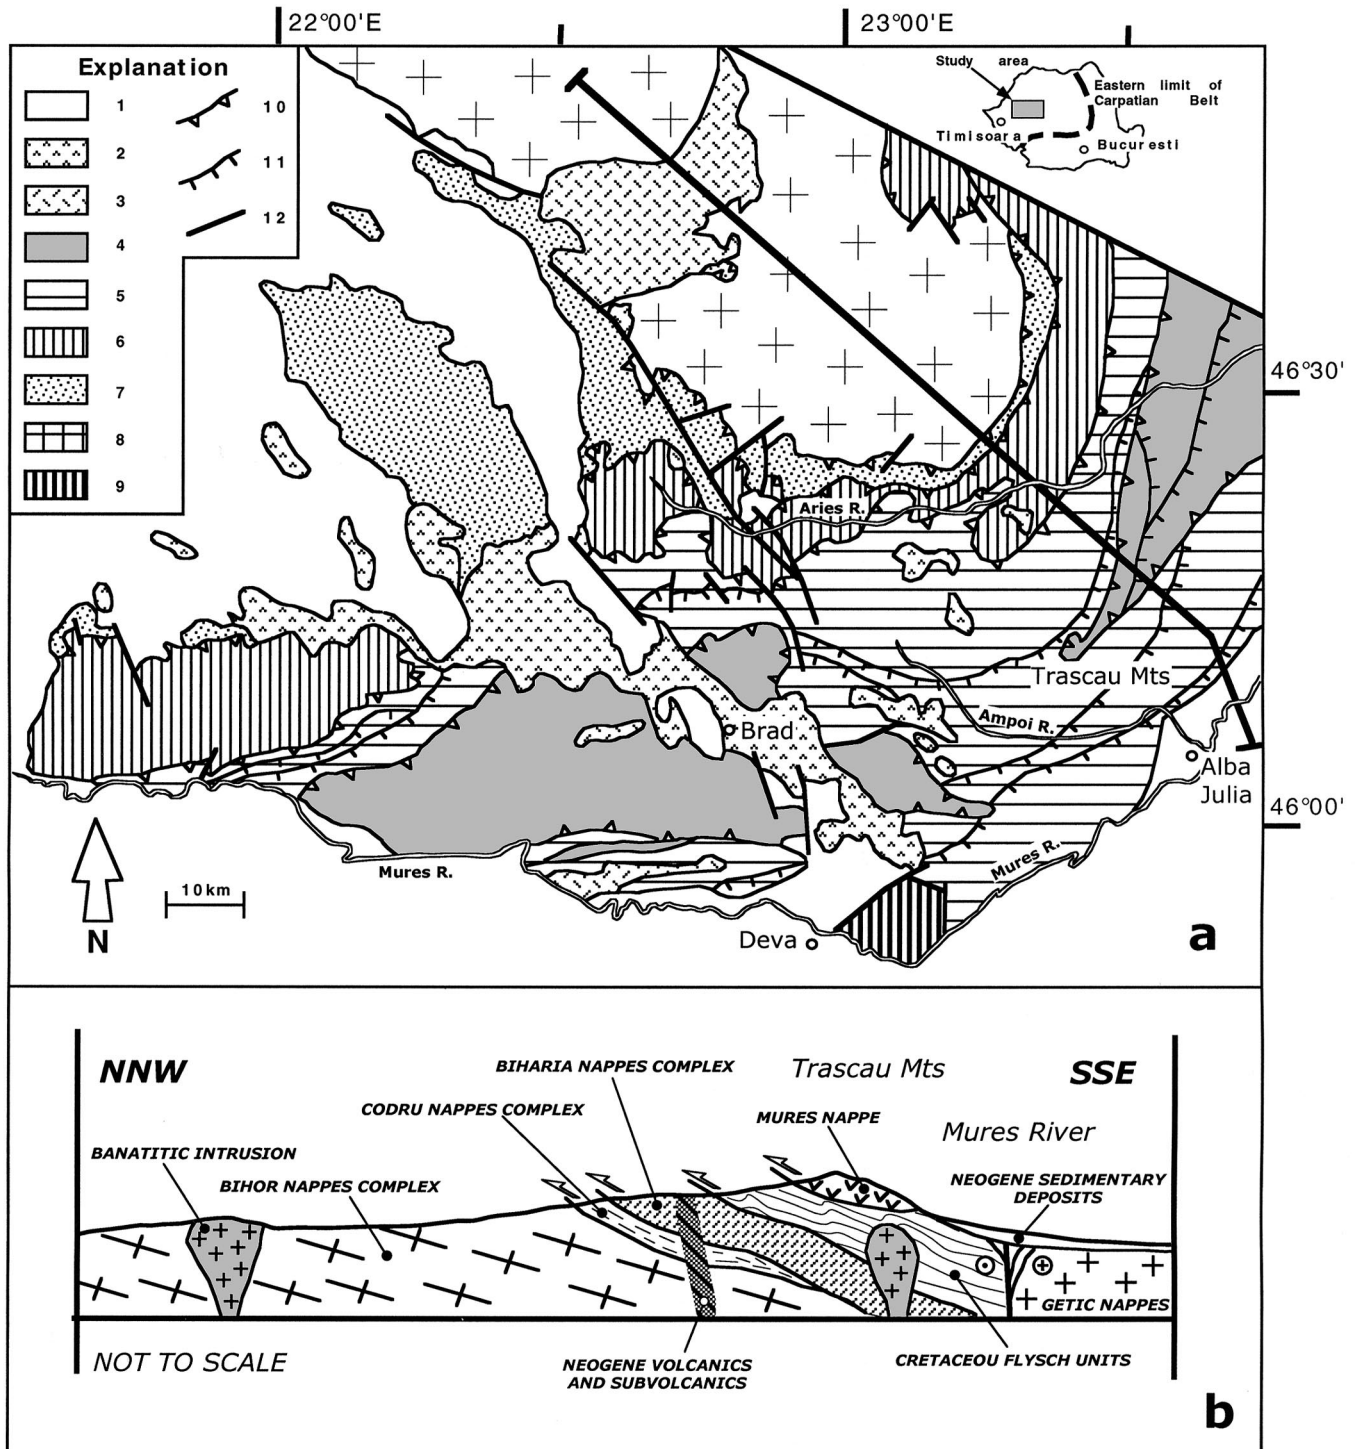 22°00'E
23°00'E
Explanation
1
2
3
4
5
6
7
8
9
10
11
12
Study area
Eastern limit of
Carpatian Belt
Timisoara
Bucuresti
46°30'
Aries R.
Trascau Mts
Ampoi R.
Brad
Alba
Julia
46°00'
Mures R.
Mures R.
10km
N
Deva
a
NNW
BIHARIA NAPPES COMPLEX
Trascau Mts
SSE
CODRU NAPPES COMPLEX
MURES NAPPE
Mures River
BANATITIC INTRUSION
BIHOR NAPPES COMPLEX
NEOGENE SEDIMENTARY
DEPOSITS
GETIC NAPPES
NOT TO SCALE
NEOGENE VOLCANICS
AND SUBVOLCANICS
CRETACEOU FLYSCH UNITS
b